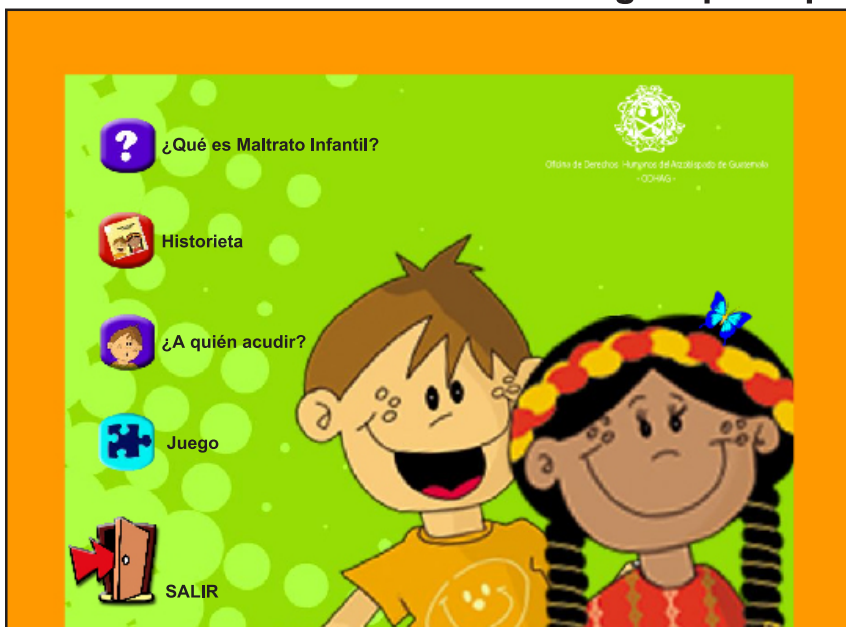 ¿Qué es Maltrato Infantil?
Oficina de Derechos Humanos del Arzobispado de Guatemala
- ODHAG -
Historieta
¿A quién acudir?
Juego
SALIR